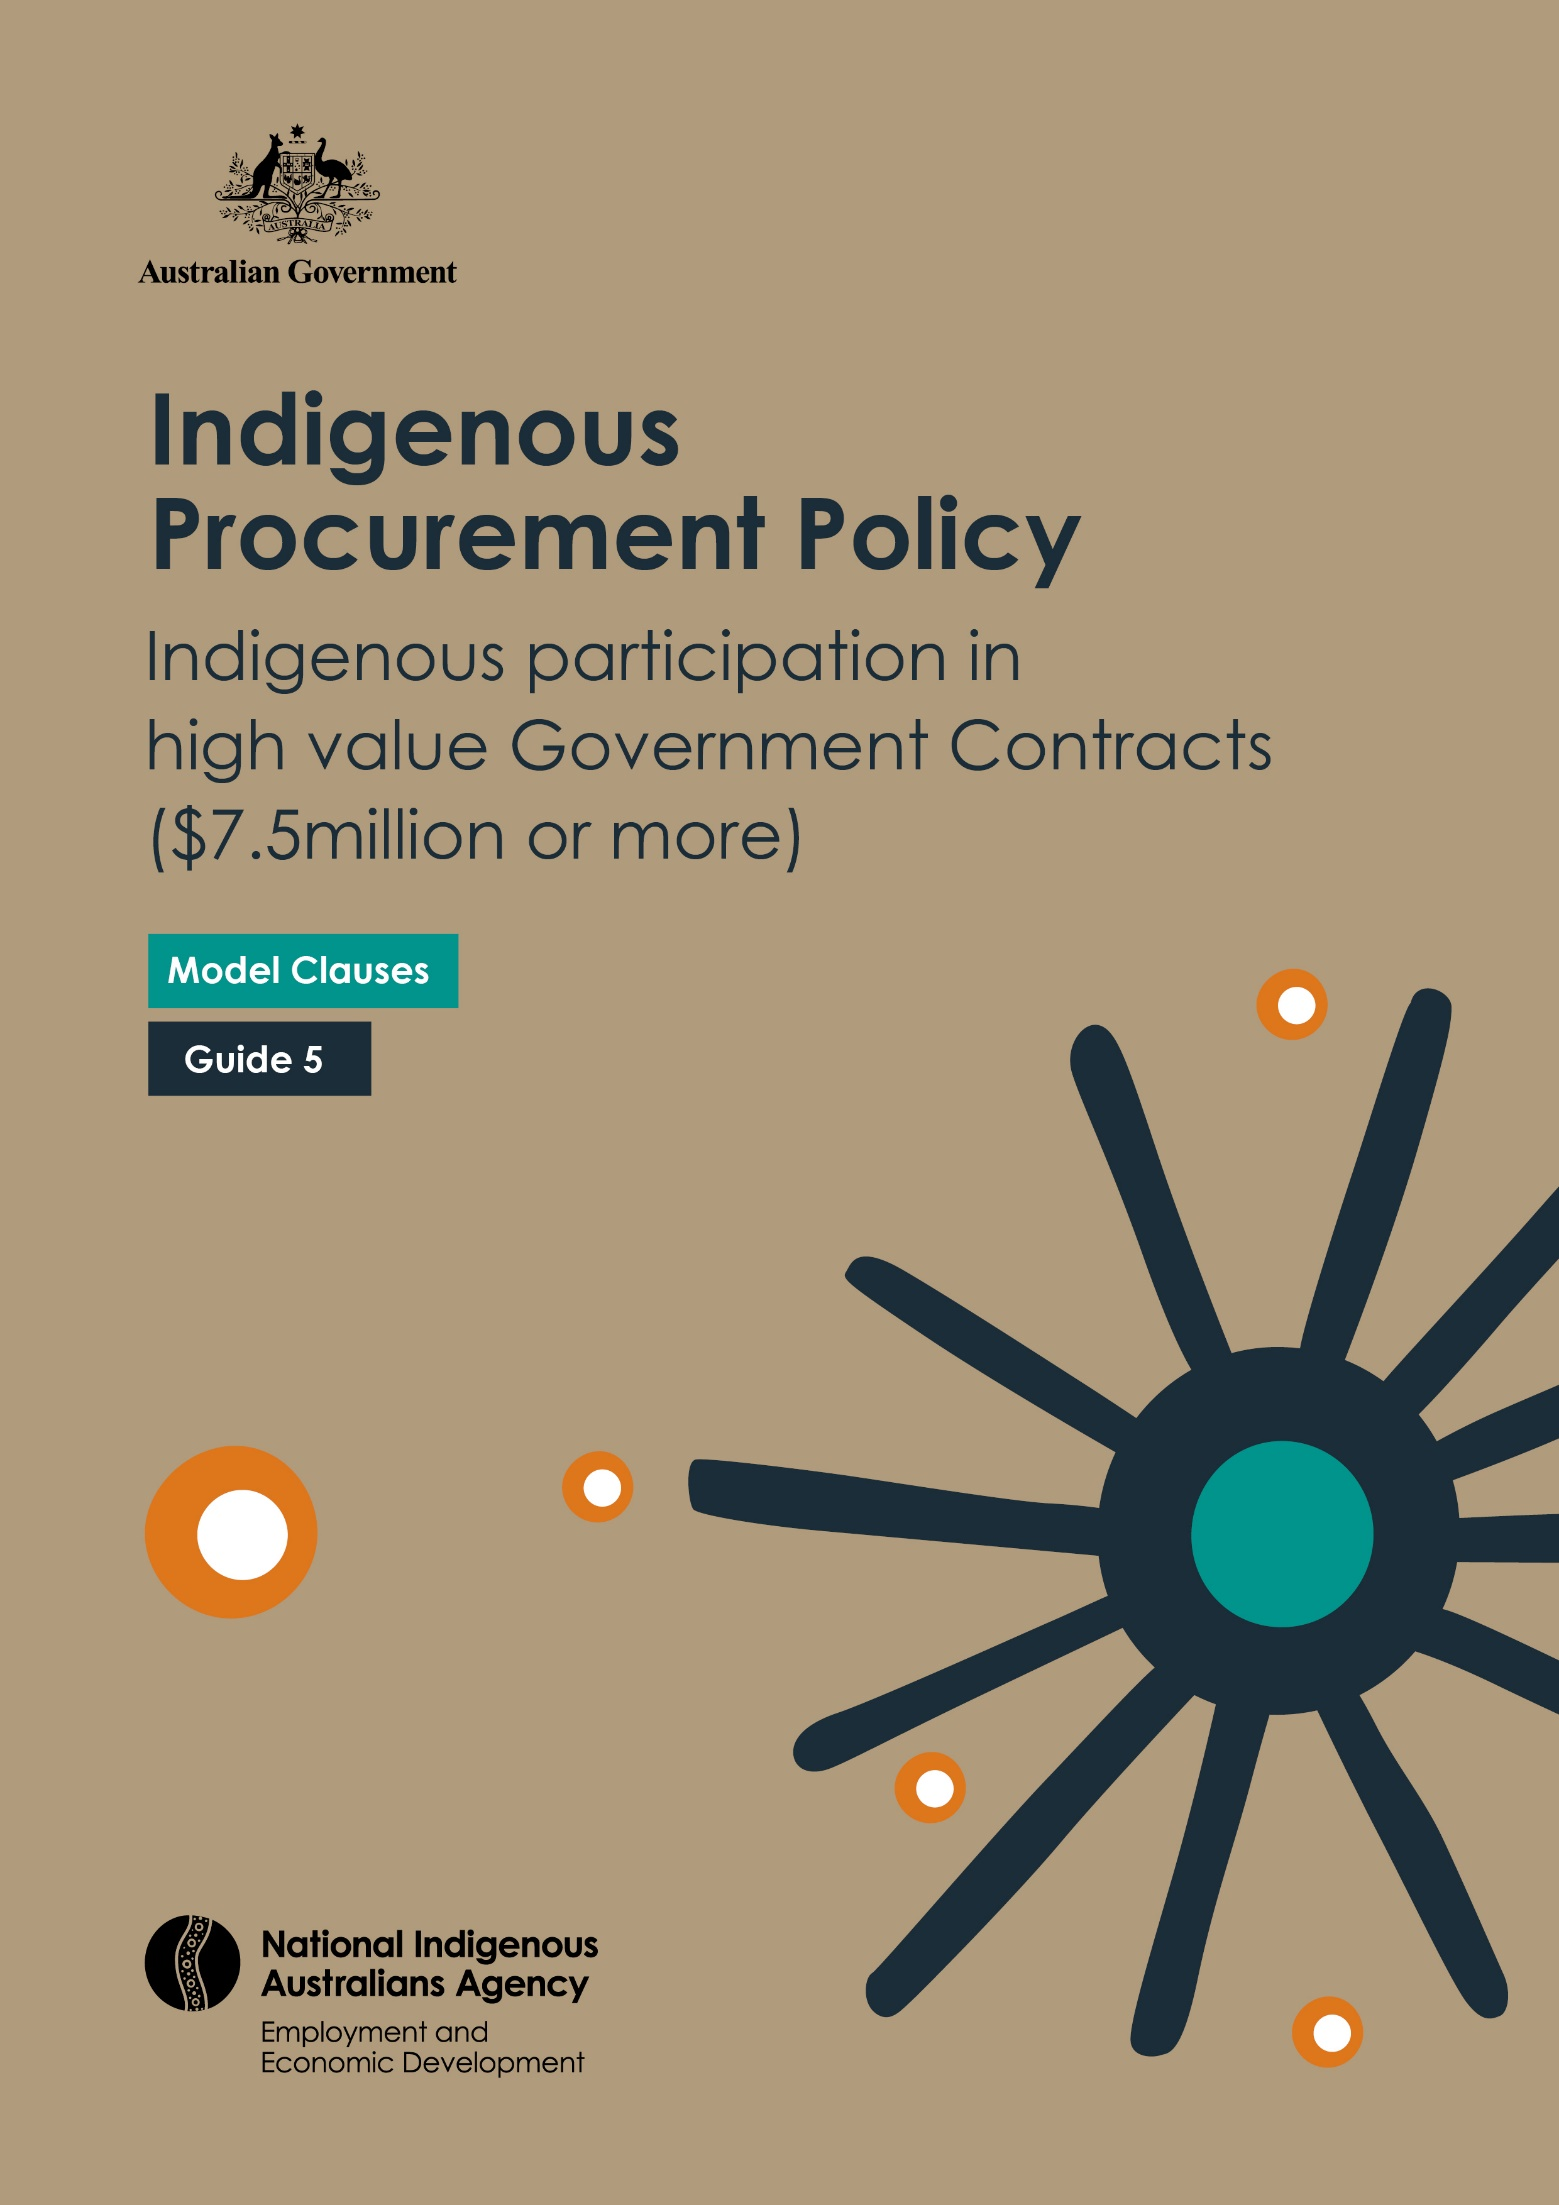 AUSTRALIA
Australian Government
Indigenous
Procurement Policy
Indigenous participation in
high value Government Contracts
($7.5million or more)
Model Clauses
Guide 5
National Indigenous
Australians Agency
Employment and
Economic Development